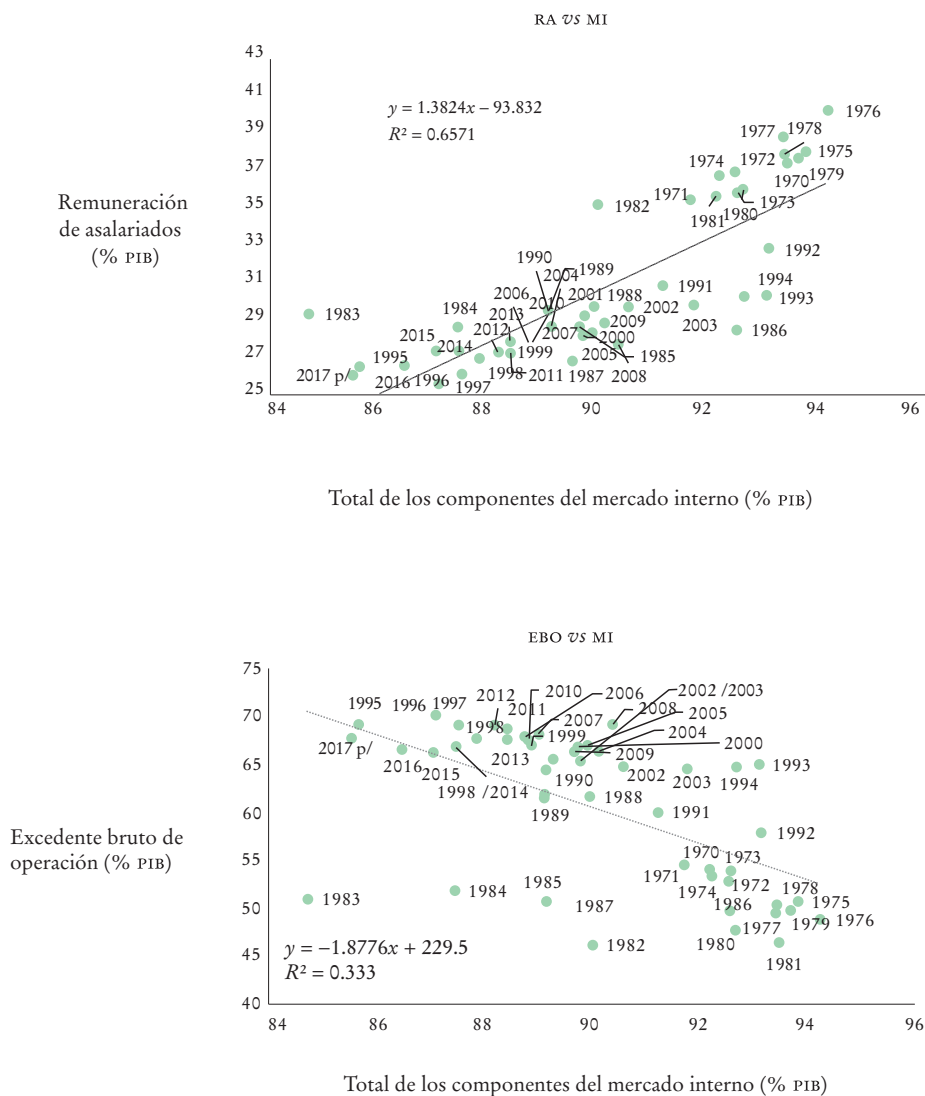 RA vs MI
43
41
39
37
35
33
31
29
27
25
y = 1.3824x – 93.832
R² = 0.6571
Remuneración
de asalariados
(% PIB)
1976
1977 1978
1974 1972 1975
1970 1979
1971 1973
1982 1981 1980
1992
1990
2004 1989
2006 1991 1994
2010 2001 1988 2002 1993
1983 1984 2013
2012 2009 2003 1986
2015 2014 2007 2000
1995 1999 2005 1985
2017 p/ 1998 2011 1987 2008
2016 1996 1997
84 86 88 90 92 94 96
Total de los componentes del mercado interno (% PIB)
EBO vs MI
75
70
65
60
55
50
45
40
Excedente bruto de
operación (% PIB)
1995 1996 1997 2012 2010 2006 2002 /2003
2011 2008
1998 2007 2005
1999 2004
2017 p/ 2000
2016 2015 2013 2009
1990 2002 2003 1994 1993
1998 /2014
1989 1988
1991
1992
1970 1973
1971
1974 1972 1978
1983 1984 1985 1986 1975
1987 1977 1979 1976
1982 1980
1981
y = –1.8776x + 229.5
R² = 0.333
84 86 88 90 92 94 96
Total de los componentes del mercado interno (% PIB)